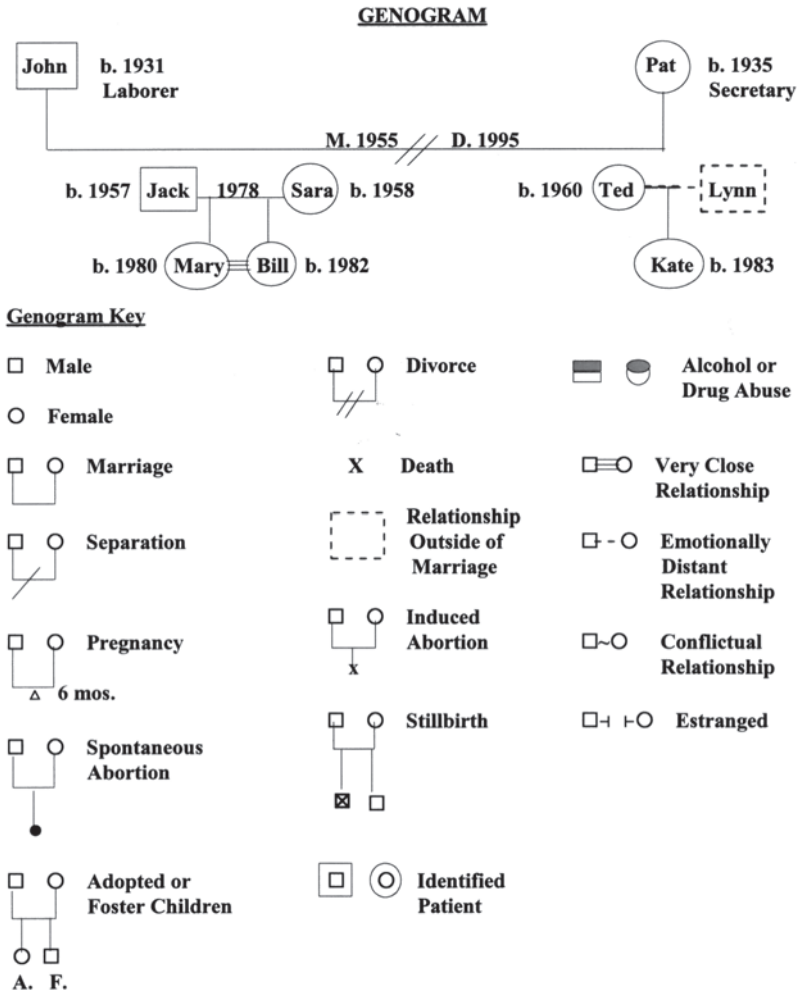 GENOGRAM
John b. 1931 Pat b. 1935
Laborer Secretary
M. 1955 D. 1995
b. 1957 Jack 1978 Sara b. 1958 b. 1960 Ted Lynn
b. 1980 Mary Bill b. 1982 Kate b. 1983
Genogram Key
Male
Female
Marriage
Separation
Pregnancy
6 mos.
Spontaneous
Abortion
Adopted or
Foster Children
A. F.
Divorce
X Death
Relationship
Outside of
Marriage
Induced
Abortion
x
Stillbirth
Identified
Patient
Alcohol or
Drug Abuse
Very Close
Relationship
Emotionally
Distant
Relationship
Conflictual
Relationship
Estranged